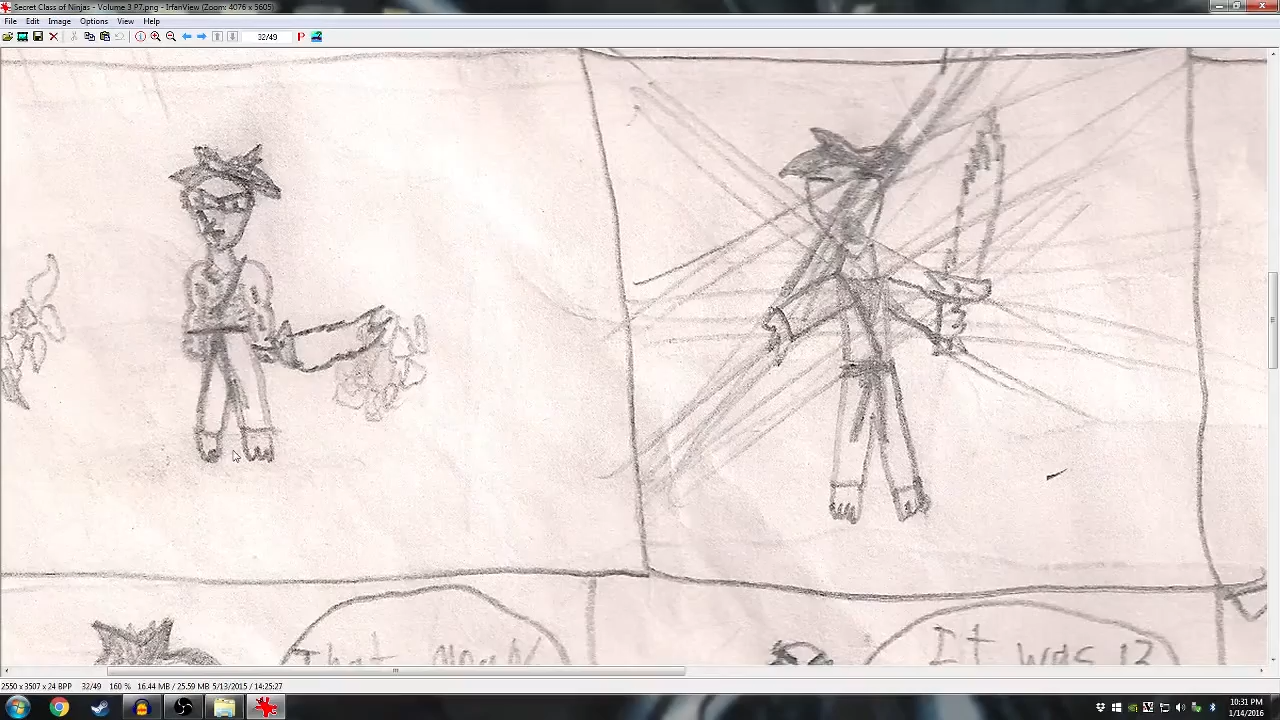 Secret Class of Ninjas - Volume 3 P7.png - IrfanView (Zoom: 4076 x 5605)
File Edit Image Options View Help
32/49
That
It was 13
2550 x 3507 x 24 BPP 32/49 160 % 16.44 MB / 25.59 MB 5/13/2015 / 14:25:27
10:31 PM
1/14/2016